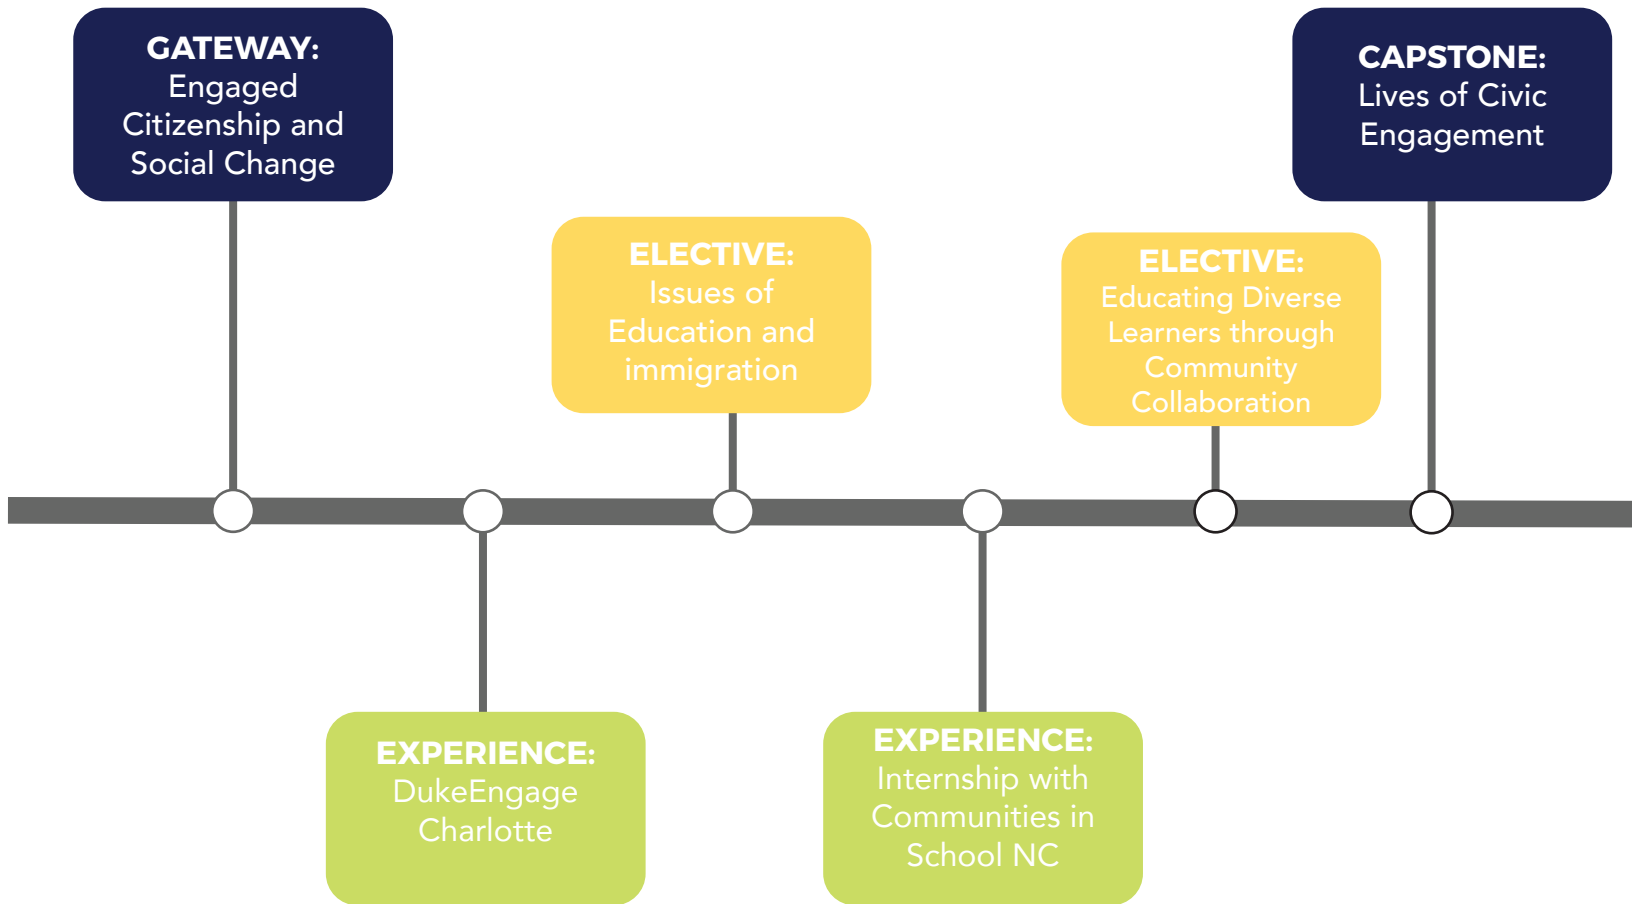 GATEWAY:
Engaged
Citizenship and
Social Change
EXPERIENCE:
DukeEngage
Charlotte
ELECTIVE:
Issues of
Education and
immigration
EXPERIENCE:
Internship with
Communities in
School NC
ELECTIVE:
Educating Diverse
Learners through
Community
Collaboration
CAPSTONE:
Lives of Civic
Engagement